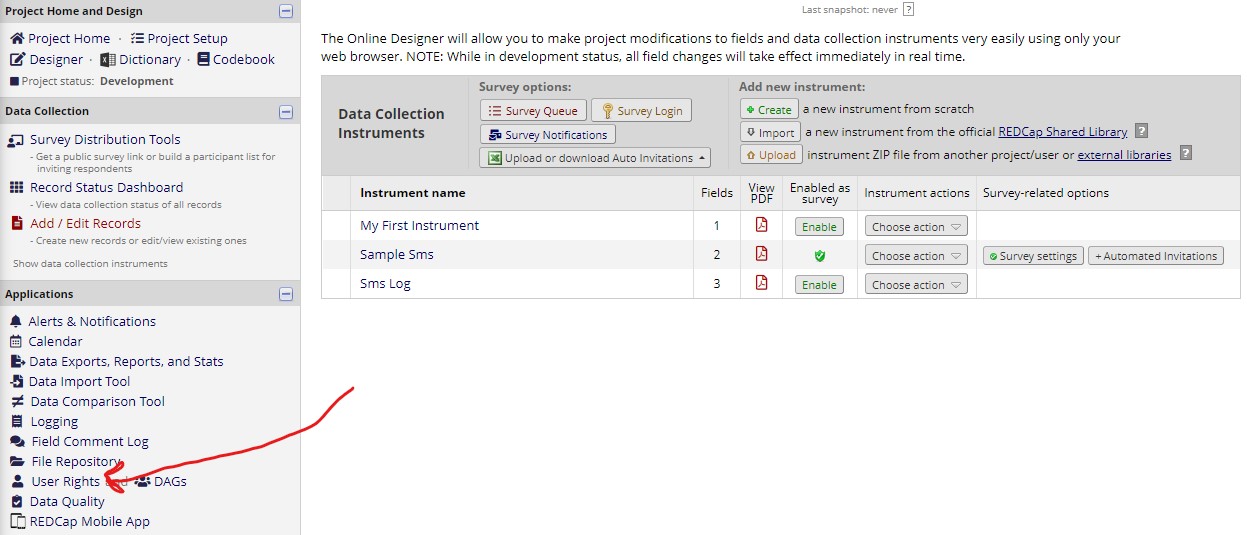 Project Home and Design
Project Home · Project Setup
Designer · Dictionary · Codebook
Project status: Development
Data Collection
Survey Distribution Tools
- Get a public survey link or build a participant list for
inviting respondents
Record Status Dashboard
- View data collection status of all records
Add / Edit Records
- Create new records or edit/view existing ones
Show data collection instruments
Applications
Alerts & Notifications
Calendar
Data Exports, Reports, and Stats
Data Import Tool
Data Comparison Tool
Logging
Field Comment Log
File Repository
User Rights and DAGs
Data Quality
REDCap Mobile App
Last snapshot: never ?
The Online Designer will allow you to make project modifications to fields and data collection instruments very easily using only your
web browser. NOTE: While in development status, all field changes will take effect immediately in real time.
Data Collection
Instruments
Survey options:
Survey Queue Survey Login
Survey Notifications
Upload or download Auto Invitations
Add new instrument:
Create a new instrument from scratch
Import a new instrument from the official REDCap Shared Library ?
Upload instrument ZIP file from another project/user or external libraries ?
Instrument name Fields View PDF Enabled as survey Instrument actions Survey-related options
My First Instrument 1 Enable Choose action
Sample Sms 2 Choose action Survey settings + Automated Invitations
Sms Log 3 Enable Choose action